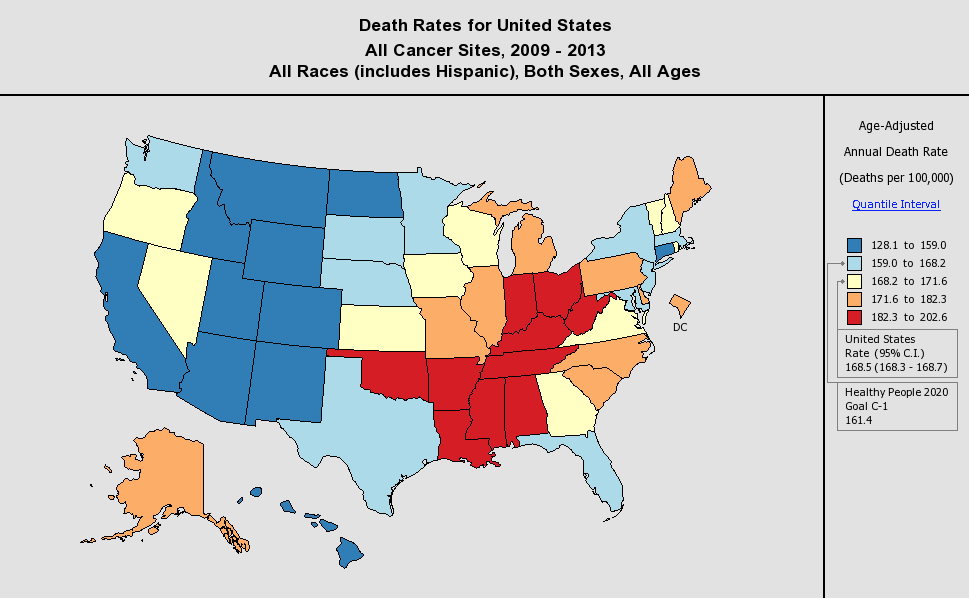 Death Rates for United States
All Cancer Sites, 2009 - 2013
All Races (includes Hispanic), Both Sexes, All Ages
Age-Adjusted
Annual Death Rate
(Deaths per 100,000)
Quantile Interval
128.1 to 159.0
159.0 to 168.2
168.2 to 171.6
171.6 to 182.3
182.3 to 202.6
United States
Rate (95% C.I.)
168.5 (168.3 - 168.7)
Healthy People 2020
Goal C-1
161.4
DC